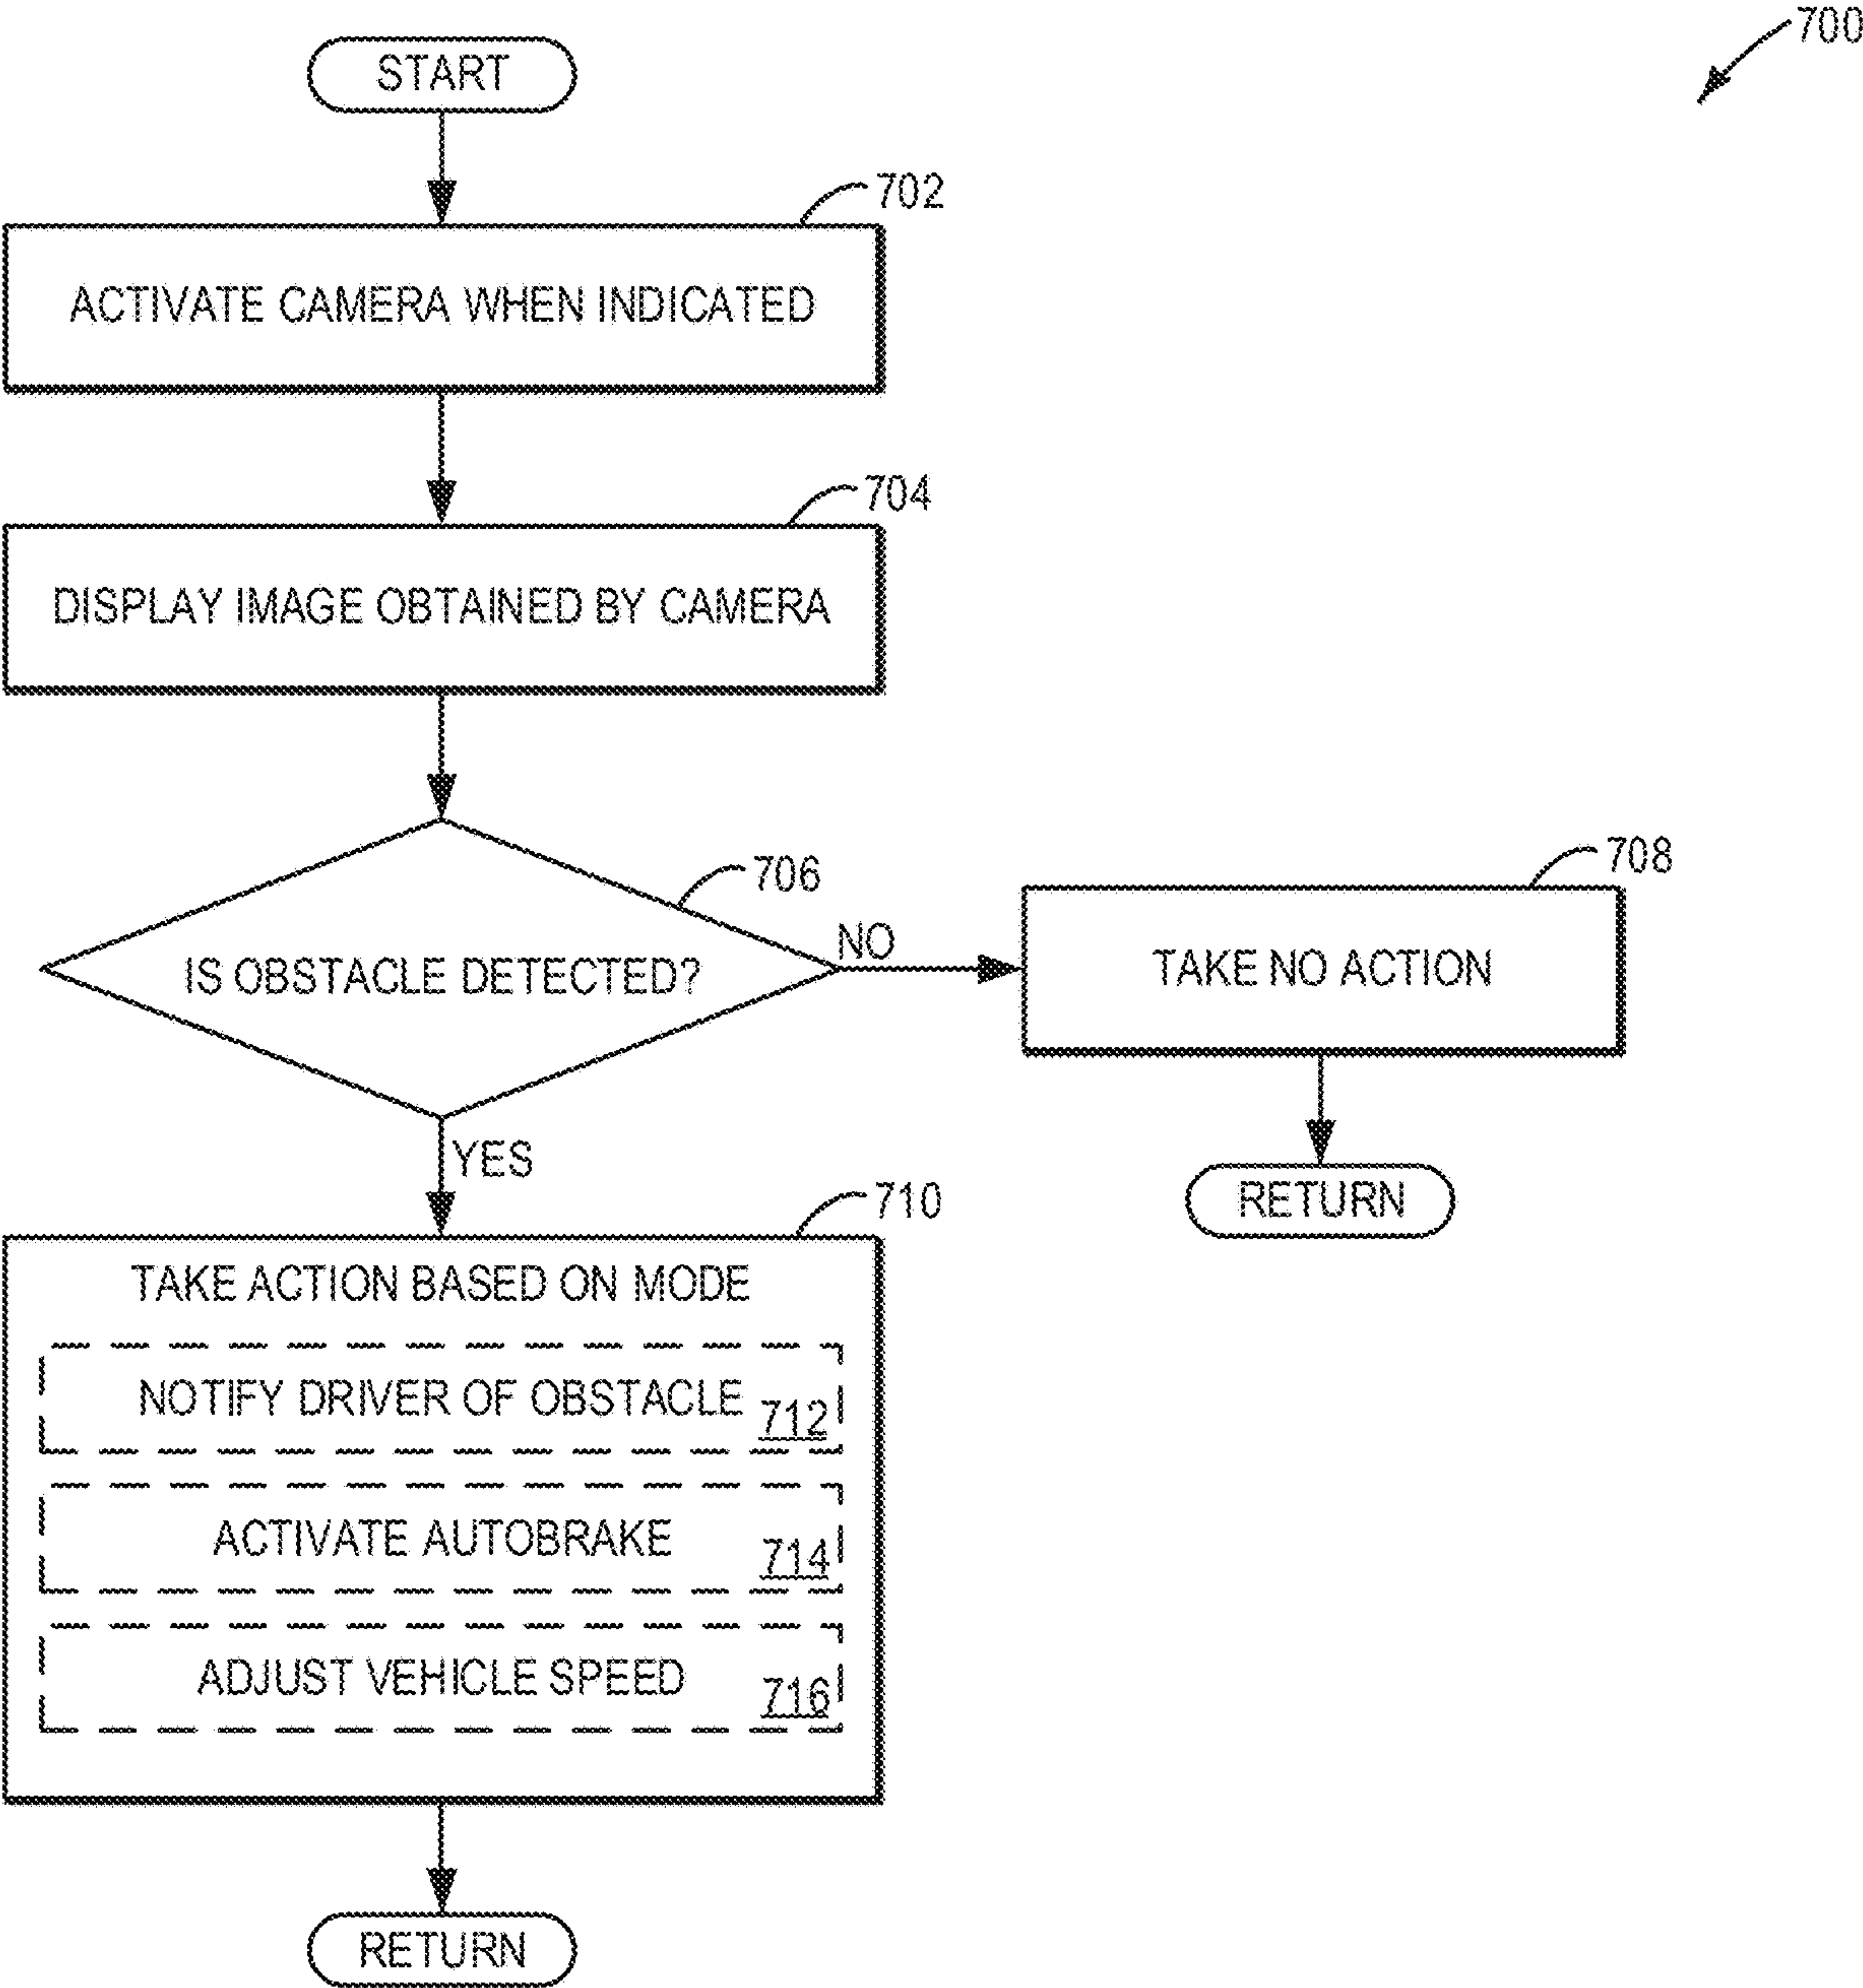 700
START
702
ACTIVATE CAMERA WHEN INDICATED
704
DISPLAY IMAGE OBTAINED BY CAMERA
706
IS OBSTACLE DETECTED?
NO
708
TAKE NO ACTION
RETURN
YES
710
TAKE ACTION BASED ON MODE
NOTIFY DRIVER OF OBSTACLE 712
ACTIVATE AUTOBRAKE 714
ADJUST VEHICLE SPEED 716
RETURN